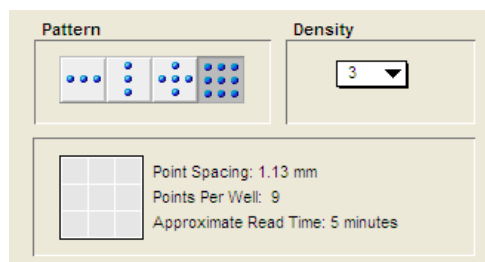 Pattern
Density
3
Point Spacing: 1.13 mm
Points Per Well: 9
Approximate Read Time: 5 minutes